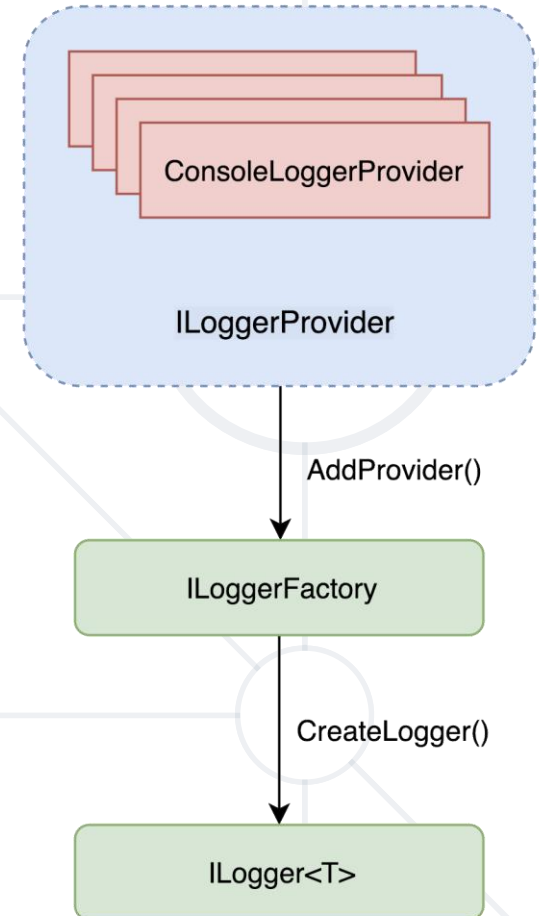 ConsoleLoggerProvider
ILoggerProvider
AddProvider()
ILoggerFactory
CreateLogger()
ILogger<T>